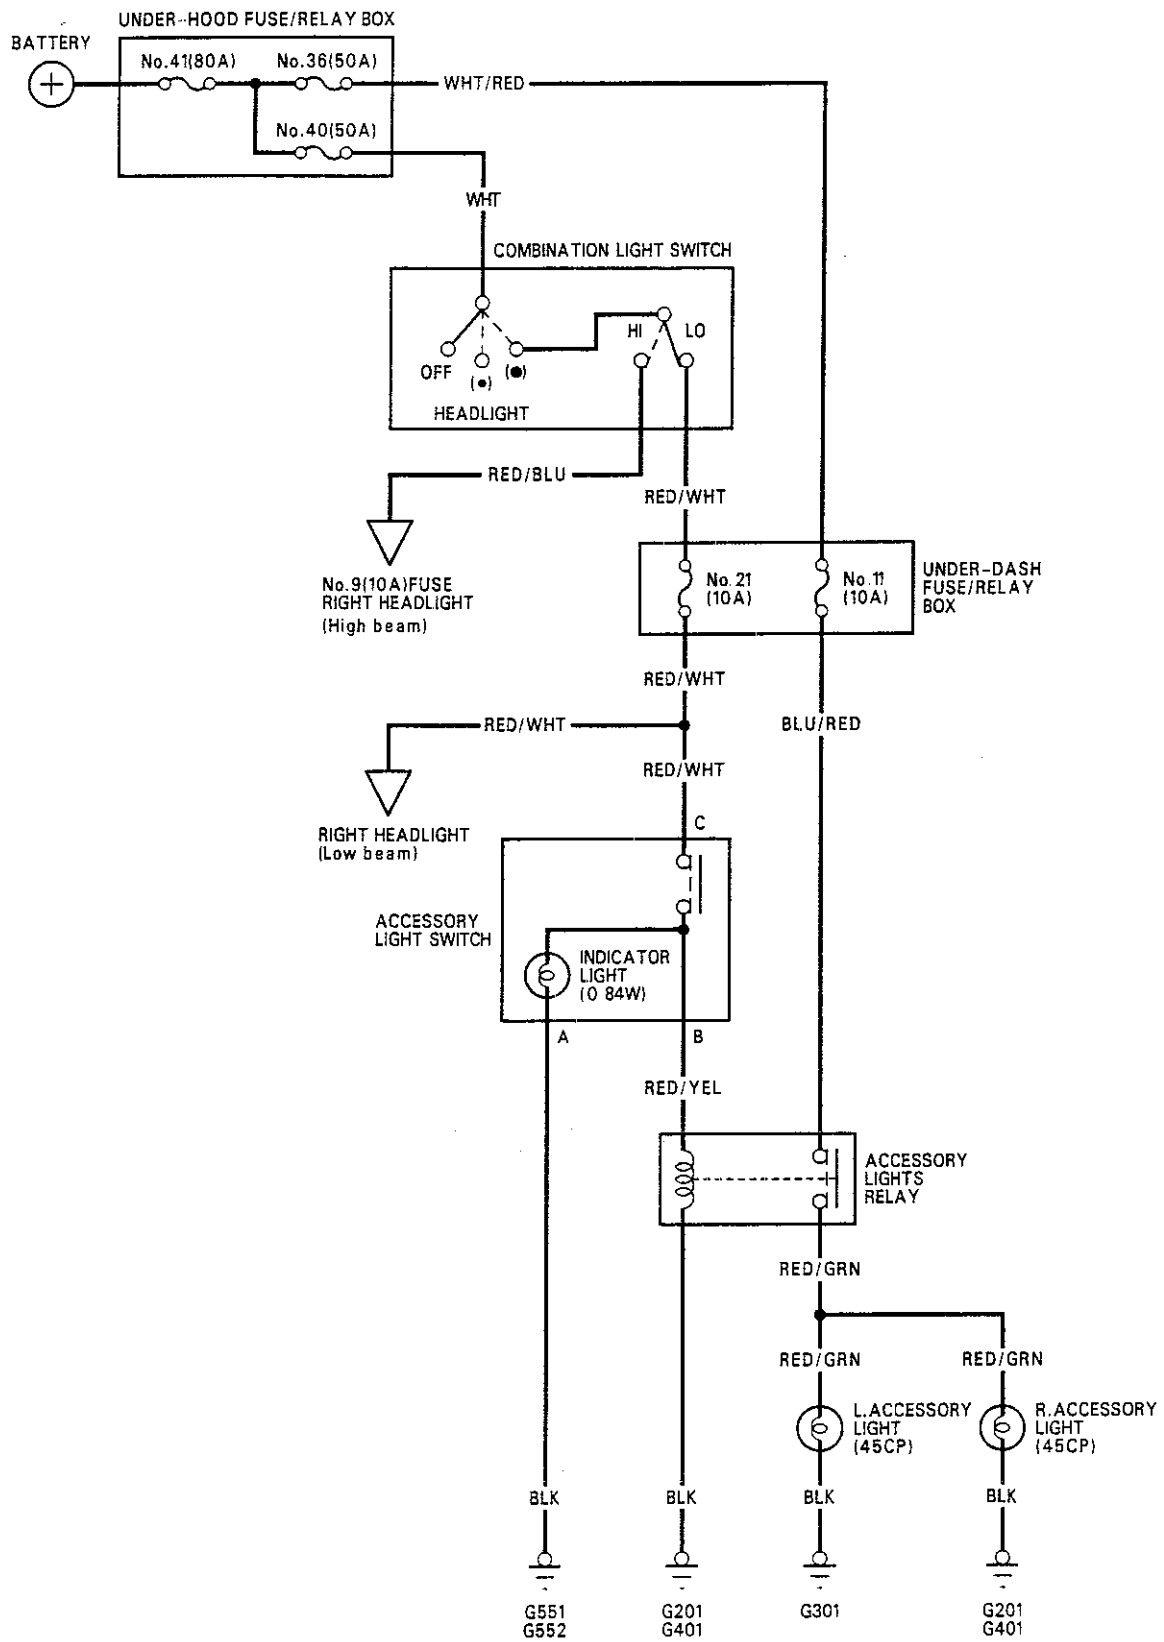 UNDER-HOOD FUSE/RELAY BOX
BATTERY
+
No.41(80A)
No.36(50A)
WHT/RED
No.40(50A)
WHT
COMBINATION LIGHT SWITCH
HI
LO
OFF
(•)
(●)
HEADLIGHT
RED/BLU
RED/WHT
No.9(10A)FUSE
RIGHT HEADLIGHT
(High beam)
No.21
(10A)
No.11
(10A)
UNDER-DASH
FUSE/RELAY
BOX
RED/WHT
RED/WHT
BLU/RED
RED/WHT
RIGHT HEADLIGHT
(Low beam)
C
ACCESSORY
LIGHT SWITCH
INDICATOR
LIGHT
(0 84W)
A
B
RED/YEL
ACCESSORY
LIGHTS
RELAY
RED/GRN
RED/GRN
RED/GRN
L.ACCESSORY
LIGHT
(45CP)
R.ACCESSORY
LIGHT
(45CP)
BLK
BLK
BLK
BLK
G551
G552
G201
G401
G301
G201
G401